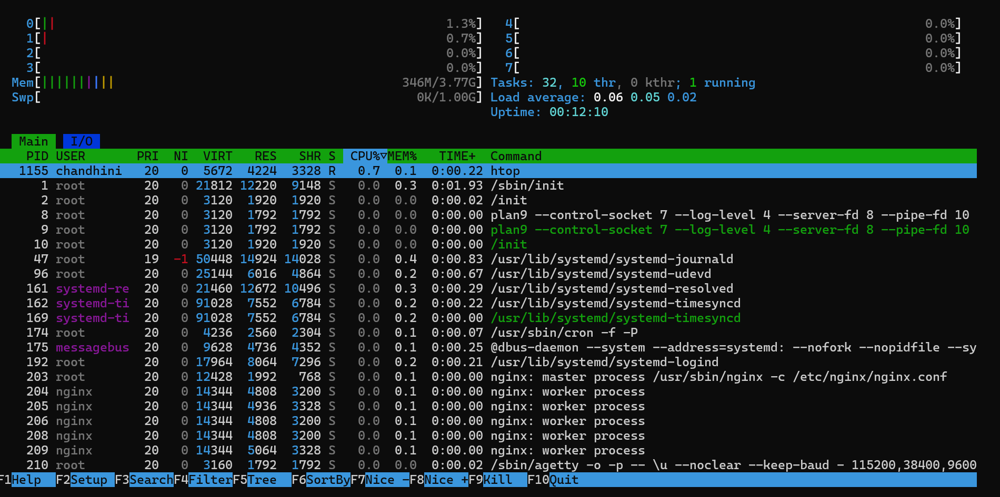 0[|| 1.3%] 4[ 0.0%]
1[| 0.7%] 5[ 0.0%]
2[ 0.0%] 6[ 0.0%]
3[ 0.0%] 7[ 0.0%]
Mem[|||||||||| 346M/3.77G] Tasks: 32, 10 thr, 0 kthr; 1 running
Swp[ 0K/1.00G] Load average: 0.06 0.05 0.02
Uptime: 00:12:10
Main I/O
PID USER PRI NI VIRT RES SHR S CPU%▽MEM% TIME+ Command
1155 chandhini 20 0 5672 4224 3328 R 0.7 0.1 0:00.22 htop
1 root 20 0 21812 12220 9148 S 0.0 0.3 0:01.93 /sbin/init
2 root 20 0 3120 1920 1920 S 0.0 0.0 0:00.02 /init
8 root 20 0 3120 1792 1792 S 0.0 0.0 0:00.00 plan9 --control-socket 7 --log-level 4 --server-fd 8 --pipe-fd 10
9 root 20 0 3120 1792 1792 S 0.0 0.0 0:00.00 plan9 --control-socket 7 --log-level 4 --server-fd 8 --pipe-fd 10
10 root 20 0 3120 1920 1920 S 0.0 0.0 0:00.00 /init
47 root 19 -1 50448 14924 14028 S 0.0 0.4 0:00.83 /usr/lib/systemd/systemd-journald
96 root 20 0 25144 6016 4864 S 0.0 0.2 0:00.67 /usr/lib/systemd/systemd-udevd
161 systemd-re 20 0 21460 12672 10496 S 0.0 0.3 0:00.29 /usr/lib/systemd/systemd-resolved
162 systemd-ti 20 0 91028 7552 6784 S 0.0 0.2 0:00.22 /usr/lib/systemd/systemd-timesyncd
169 systemd-ti 20 0 91028 7552 6784 S 0.0 0.2 0:00.00 /usr/lib/systemd/systemd-timesyncd
174 root 20 0 4236 2560 2304 S 0.0 0.1 0:00.07 /usr/sbin/cron -f -P
175 messagebus 20 0 9628 4736 4352 S 0.0 0.1 0:00.25 @dbus-daemon --system --address=systemd: --nofork --nopidfile --sy
192 root 20 0 17964 8064 7296 S 0.0 0.2 0:00.21 /usr/lib/systemd/systemd-logind
203 root 20 0 12428 1992 768 S 0.0 0.1 0:00.00 nginx: master process /usr/sbin/nginx -c /etc/nginx/nginx.conf
204 nginx 20 0 14344 4808 3200 S 0.0 0.1 0:00.00 nginx: worker process
205 nginx 20 0 14344 4936 3328 S 0.0 0.1 0:00.00 nginx: worker process
206 nginx 20 0 14344 4808 3200 S 0.0 0.1 0:00.00 nginx: worker process
208 nginx 20 0 14344 4808 3200 S 0.0 0.1 0:00.00 nginx: worker process
209 nginx 20 0 14344 5064 3328 S 0.0 0.1 0:00.00 nginx: worker process
210 root 20 0 3160 1792 1792 S 0.0 0.0 0:00.02 /sbin/agetty -o -p -- \u --noclear --keep-baud - 115200,38400,9600
F1Help F2Setup F3SearchF4FilterF5Tree F6SortByF7Nice -F8Nice +F9Kill F10Quit